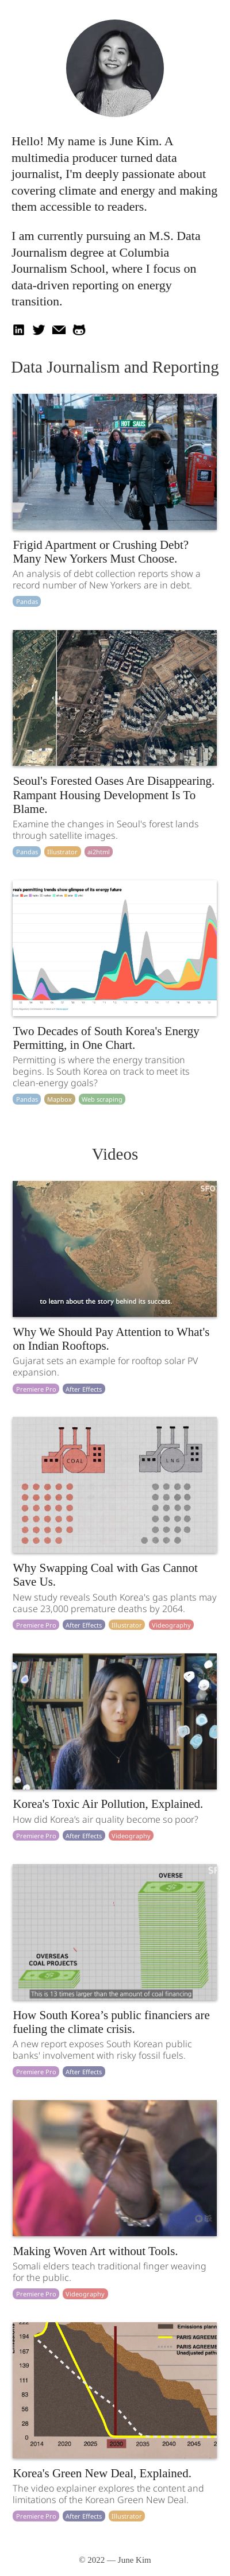 Hello! My name is June Kim. A
multimedia producer turned data
journalist, I'm deeply passionate about
covering climate and energy and making
them accessible to readers.
I am currently pursuing an M.S. Data
Journalism degree at Columbia
Journalism School, where I focus on
data-driven reporting on energy
transition.
in
Data Journalism and Reporting
Frigid Apartment or Crushing Debt?
Many New Yorkers Must Choose.
An analysis of debt collection reports show a
record number of New Yorkers are in debt.
Pandas
Seoul's Forested Oases Are Disappearing.
Rampant Housing Development Is To
Blame.
Examine the changes in Seoul's forest lands
through satellite images.
Pandas Illustrator ai2html
rea's permitting trends show glimpse of its energy future
Two Decades of South Korea's Energy
Permitting, in One Chart.
Permitting is where the energy transition
begins. Is South Korea on track to meet its
clean-energy goals?
Pandas Mapbox Web scraping
Videos
SFO
to learn about the story behind its success.
Why We Should Pay Attention to What's
on Indian Rooftops.
Gujarat sets an example for rooftop solar PV
expansion.
Premiere Pro After Effects
COAL LNG
Why Swapping Coal with Gas Cannot
Save Us.
New study reveals South Korea's gas plants may
cause 23,000 premature deaths by 2064.
Premiere Pro After Effects Illustrator Videography
Korea's Toxic Air Pollution, Explained.
How did Korea's air quality become so poor?
Premiere Pro After Effects Videography
OVERSE
OVERSEAS
COAL PROJECTS
This is 13 times larger than the amount of coal financing
How South Korea’s public financiers are
fueling the climate crisis.
A new report exposes South Korean public
banks' involvement with risky fossil fuels.
Premiere Pro After Effects
Making Woven Art without Tools.
Somali elders teach traditional finger weaving
for the public.
Premiere Pro Videography
Emissions plann
PARIS AGREEME
PARIS AGREEME
Unadjusted path
194
167
139
111
83
56
28
0
2014 2020 2025 2030 2035 2040 2045
Korea's Green New Deal, Explained.
The video explainer explores the content and
limitations of the Korean Green New Deal.
Premiere Pro After Effects Illustrator
© 2022 — June Kim